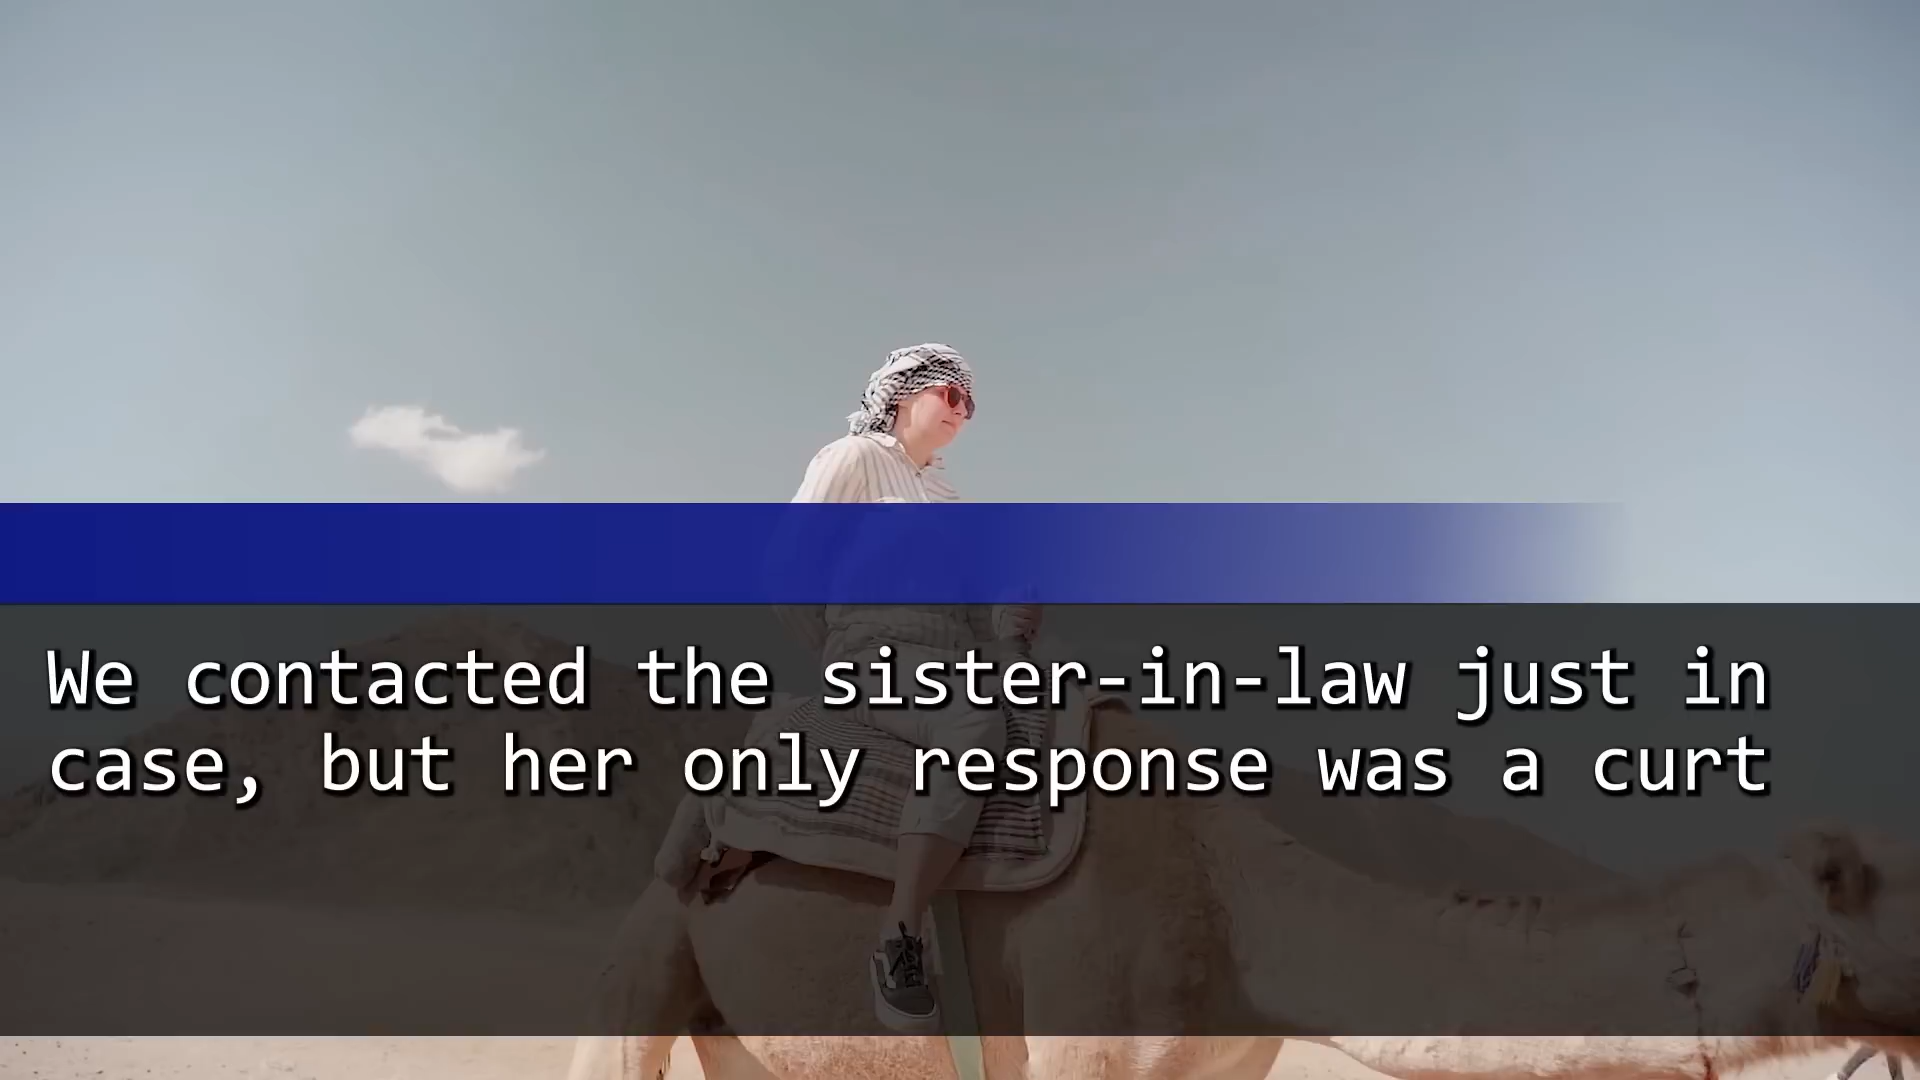 We contacted the sister-in-law just in
case, but her only response was a curt